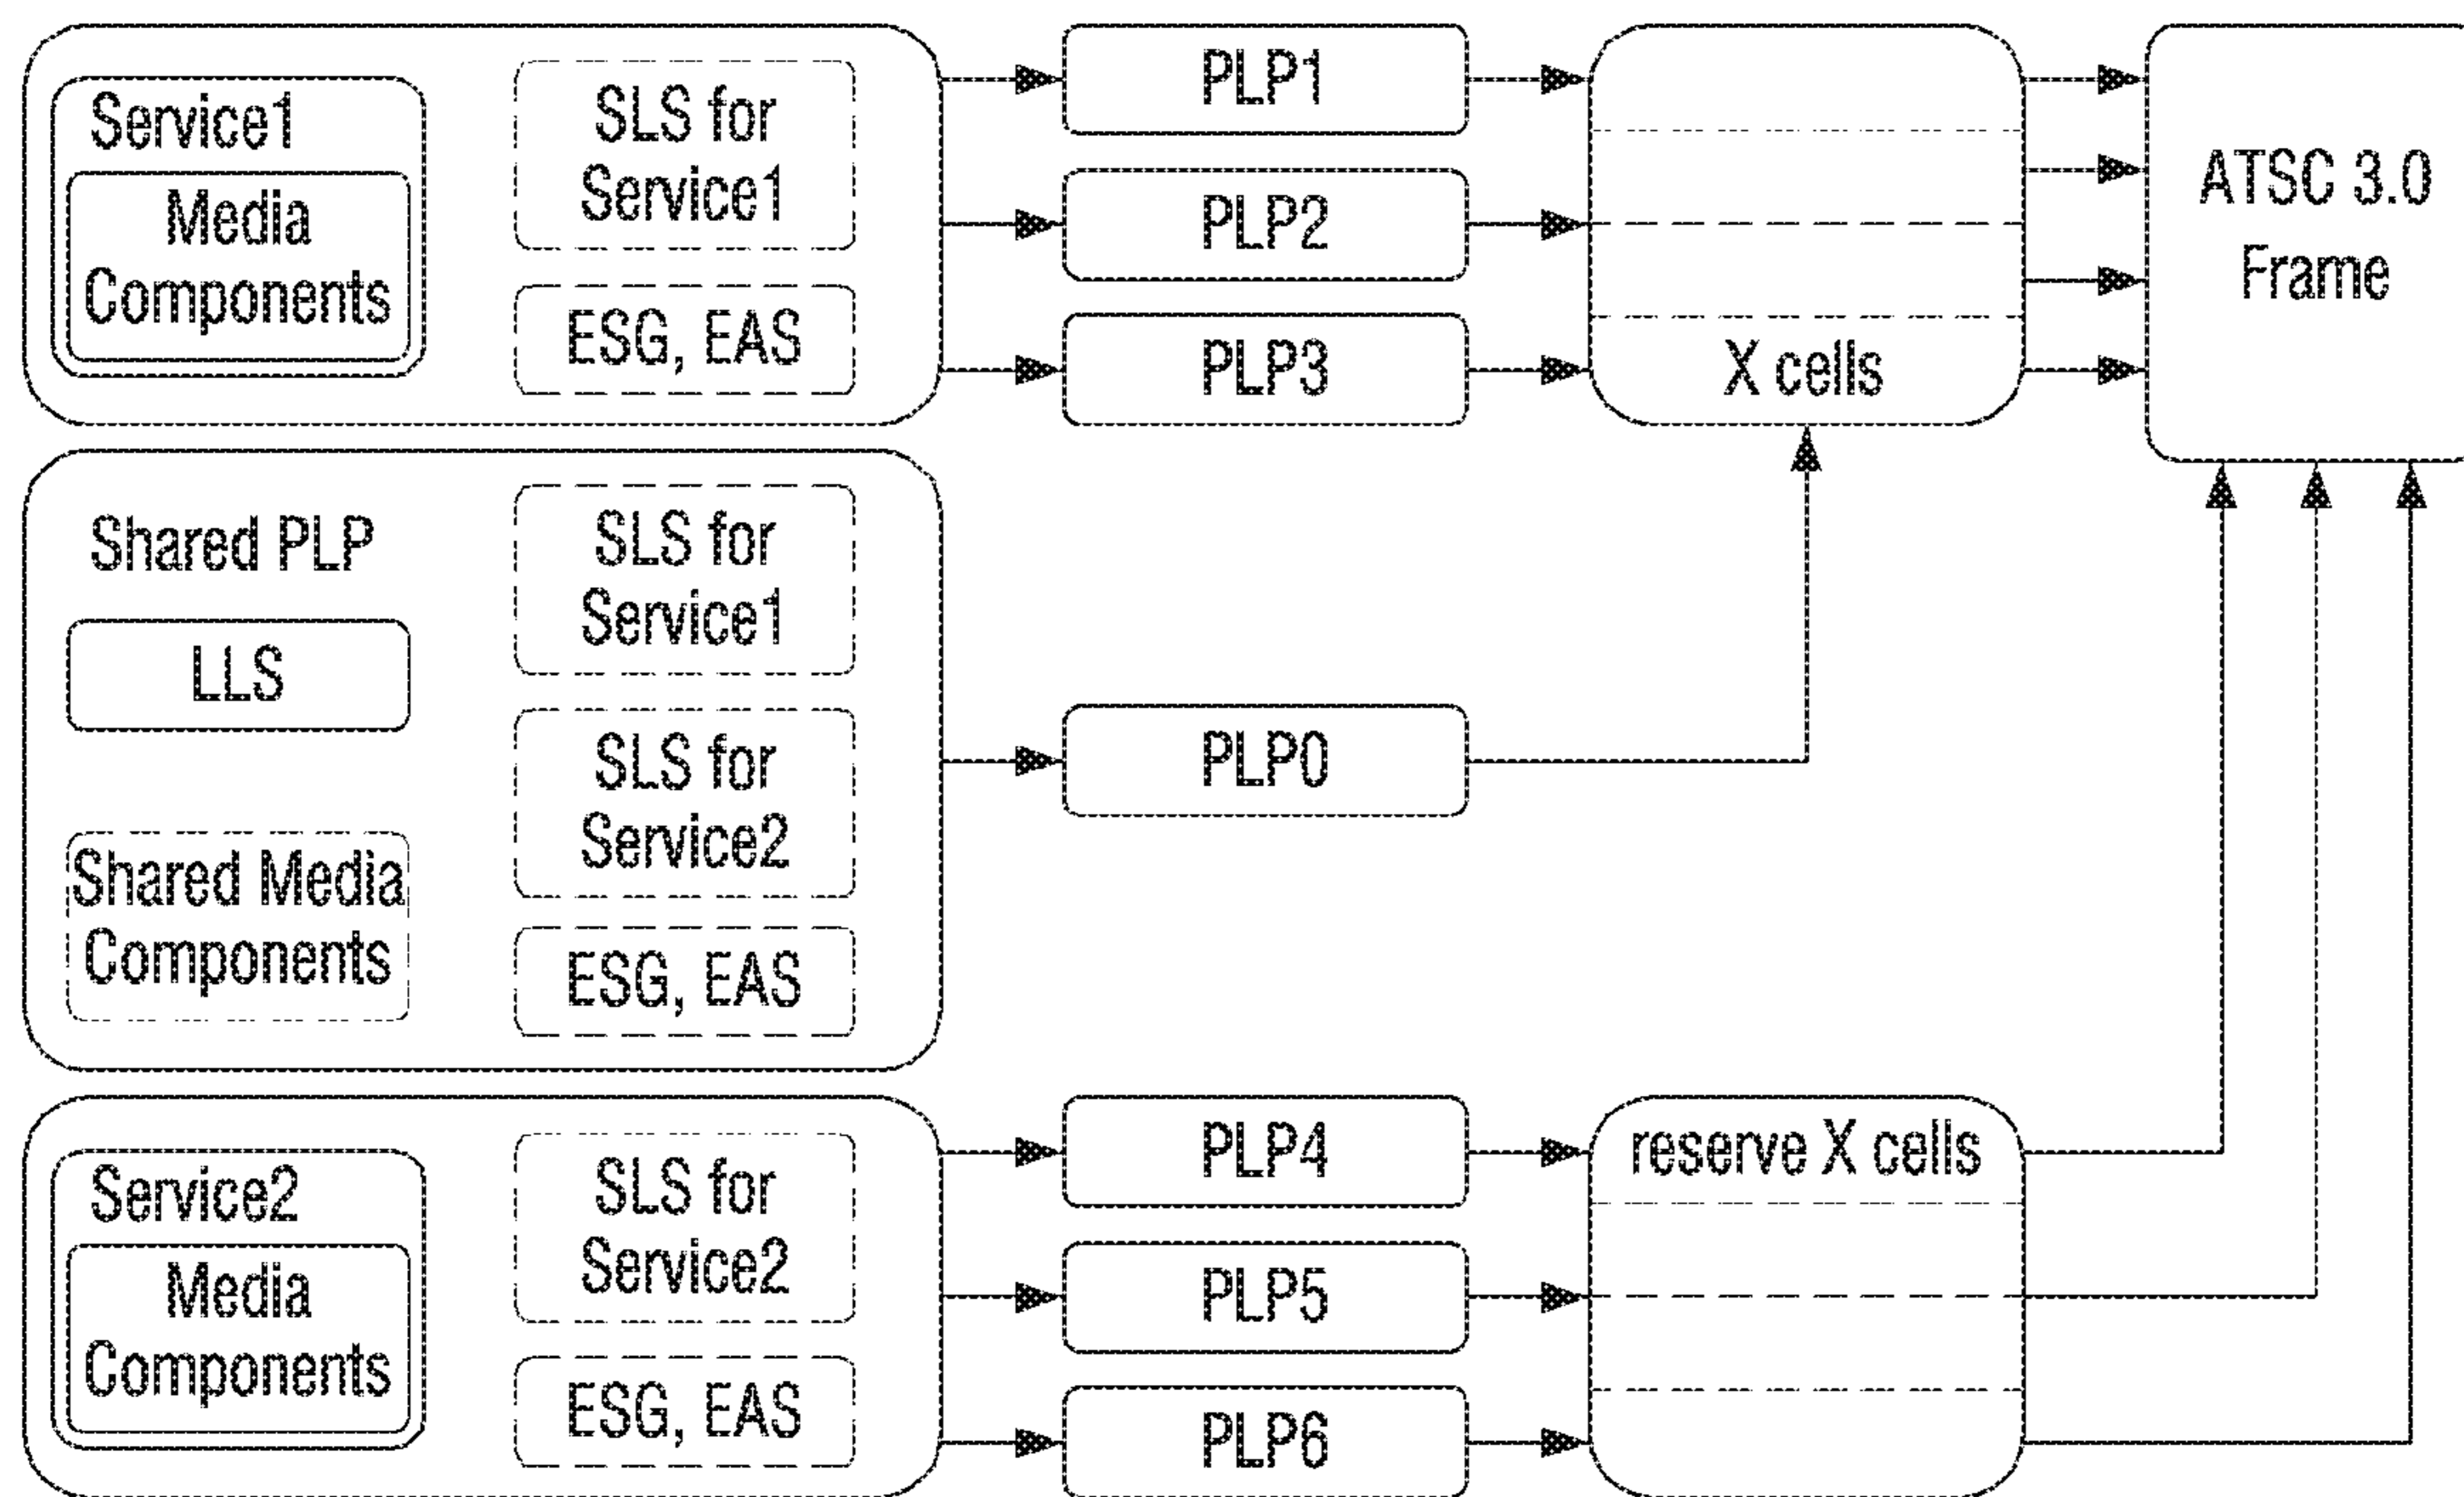 Service1
Media
Components
SLS for
Service1
ESG, EAS
PLP1
PLP2
PLP3
X cells
ATSC 3.0
Frame
Shared PLP
LLS
Shared Media
Components
SLS for
Service1
SLS for
Service2
ESG, EAS
PLP0
Service2
Media
Components
SLS for
Service2
ESG, EAS
PLP4
PLP5
PLP6
reserve X cells